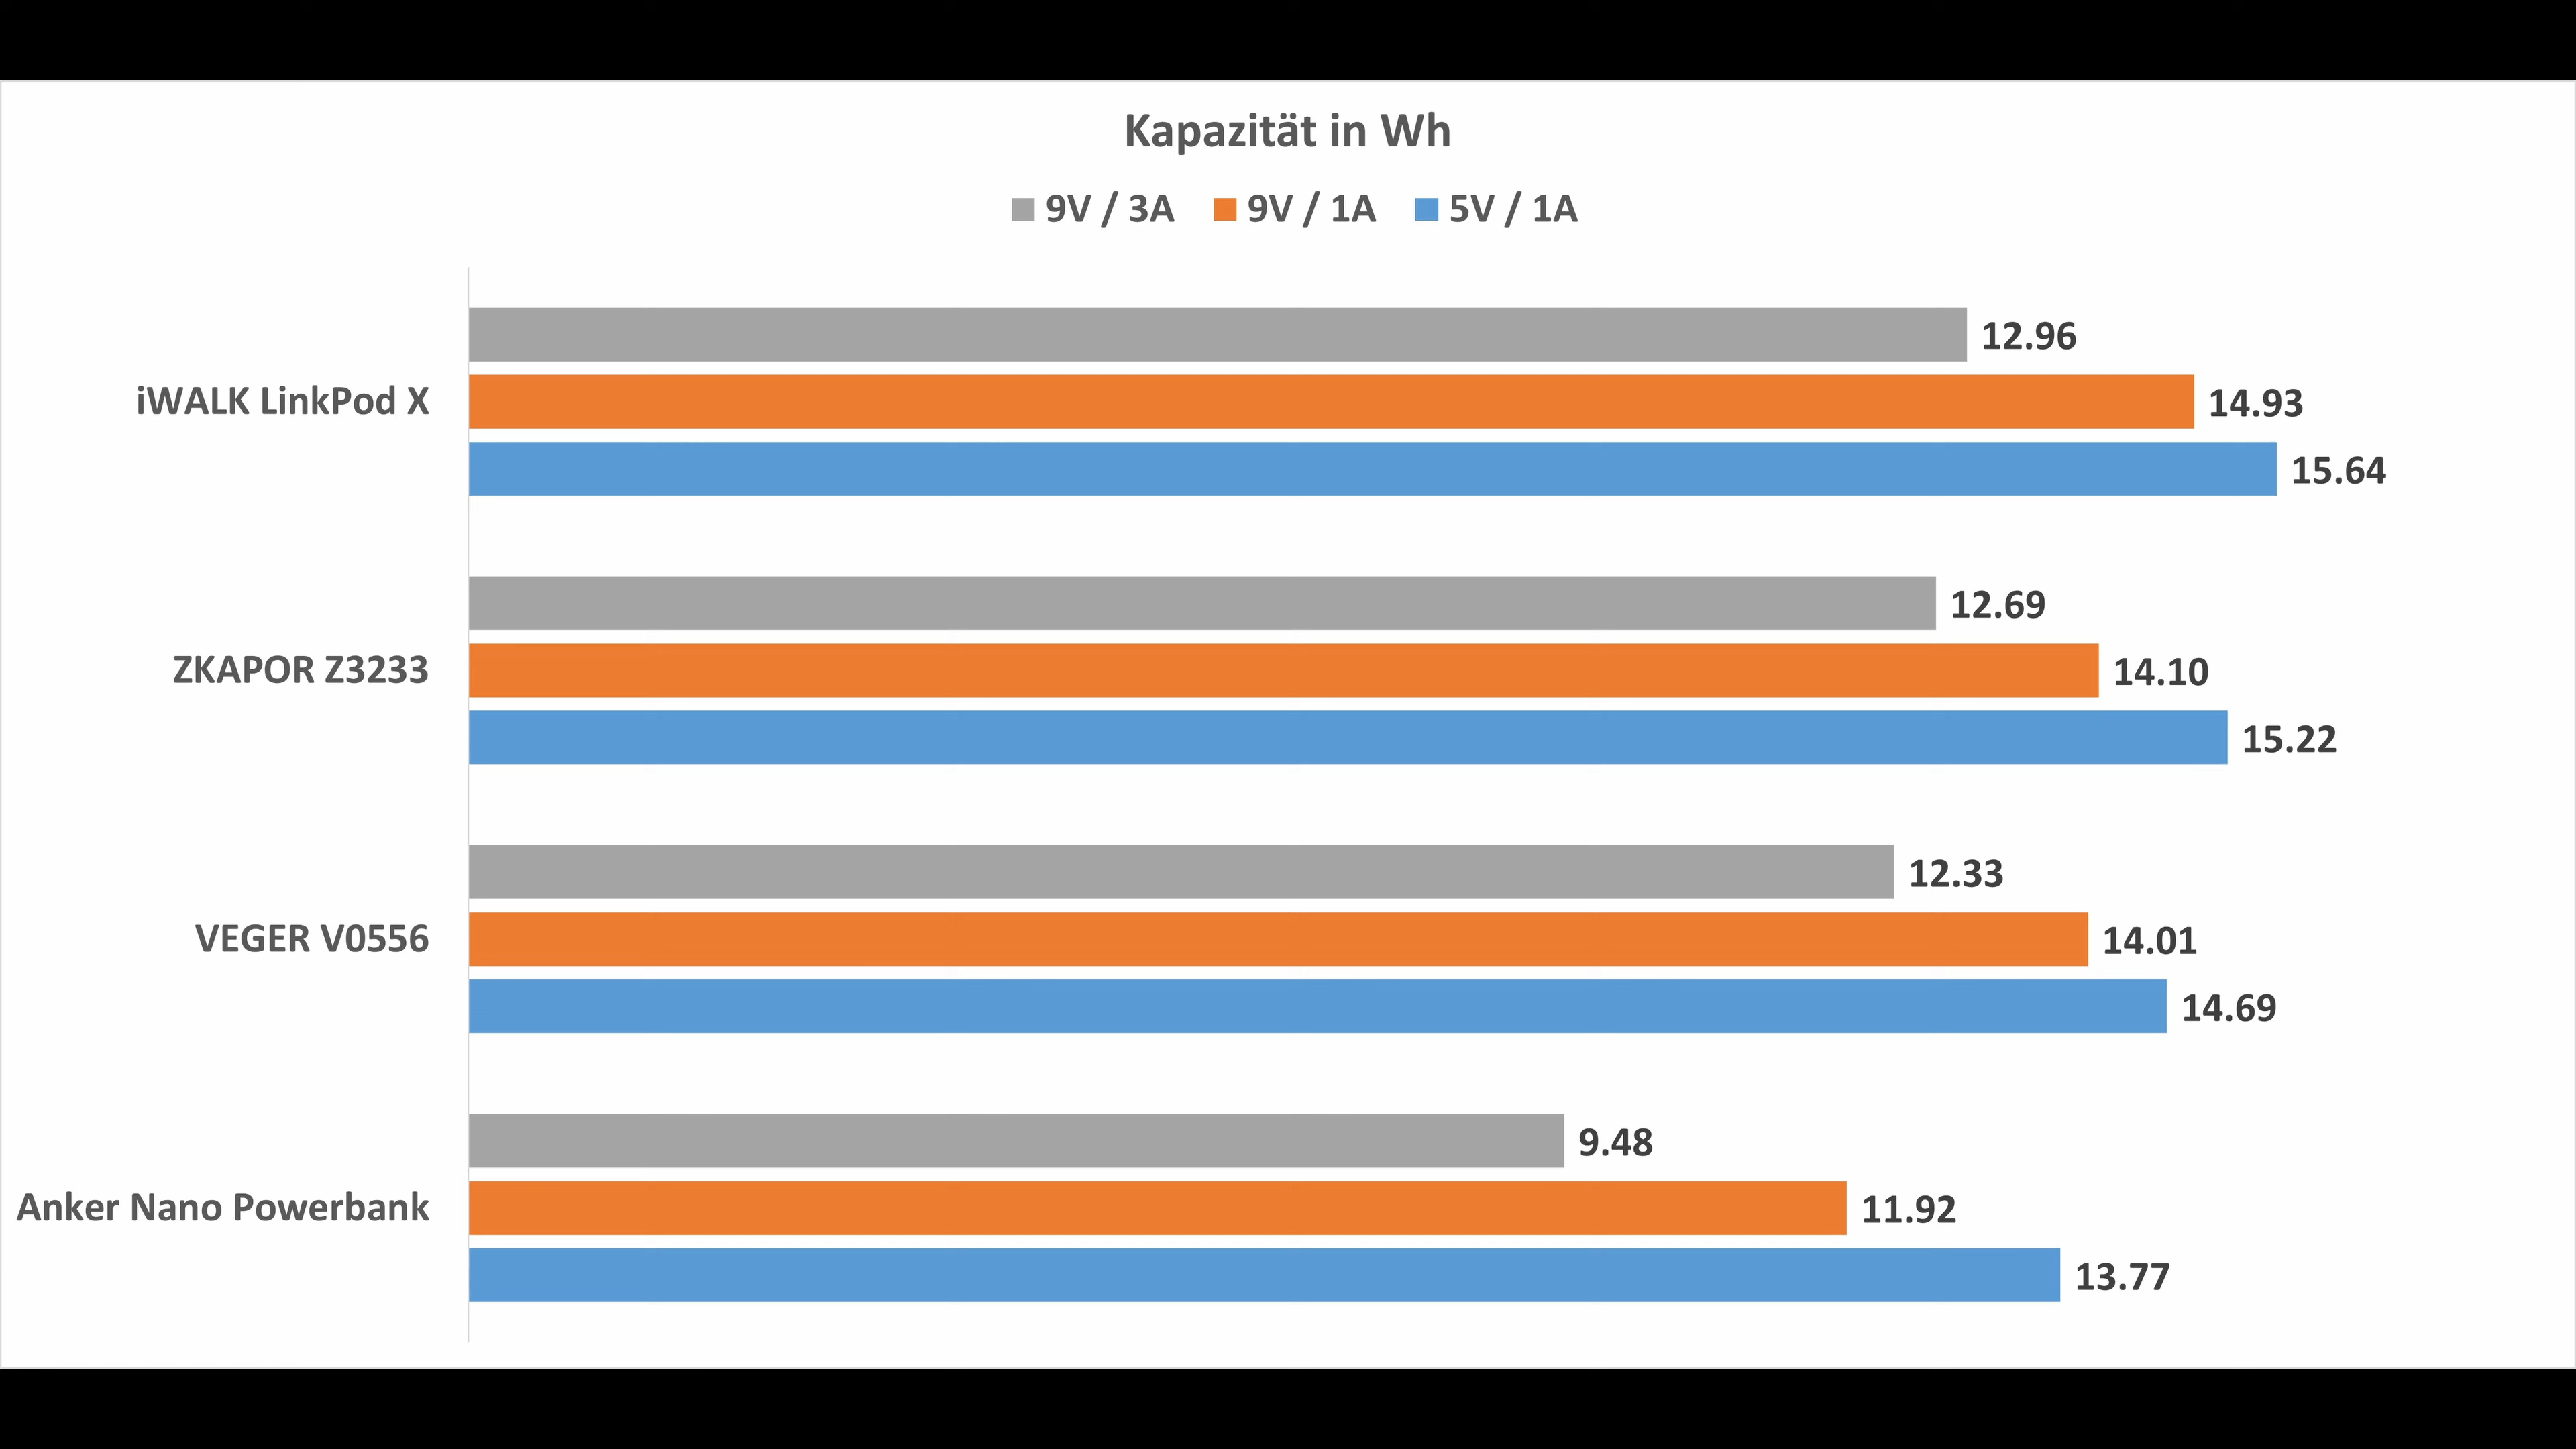 Kapazität in Wh
9V / 3A 9V / 1A 5V / 1A
12.96
iWALK LinkPod X
14.93
15.64
12.69
ZKAPOR Z3233
14.10
15.22
12.33
VEGER V0556
14.01
14.69
9.48
Anker Nano Powerbank
11.92
13.77